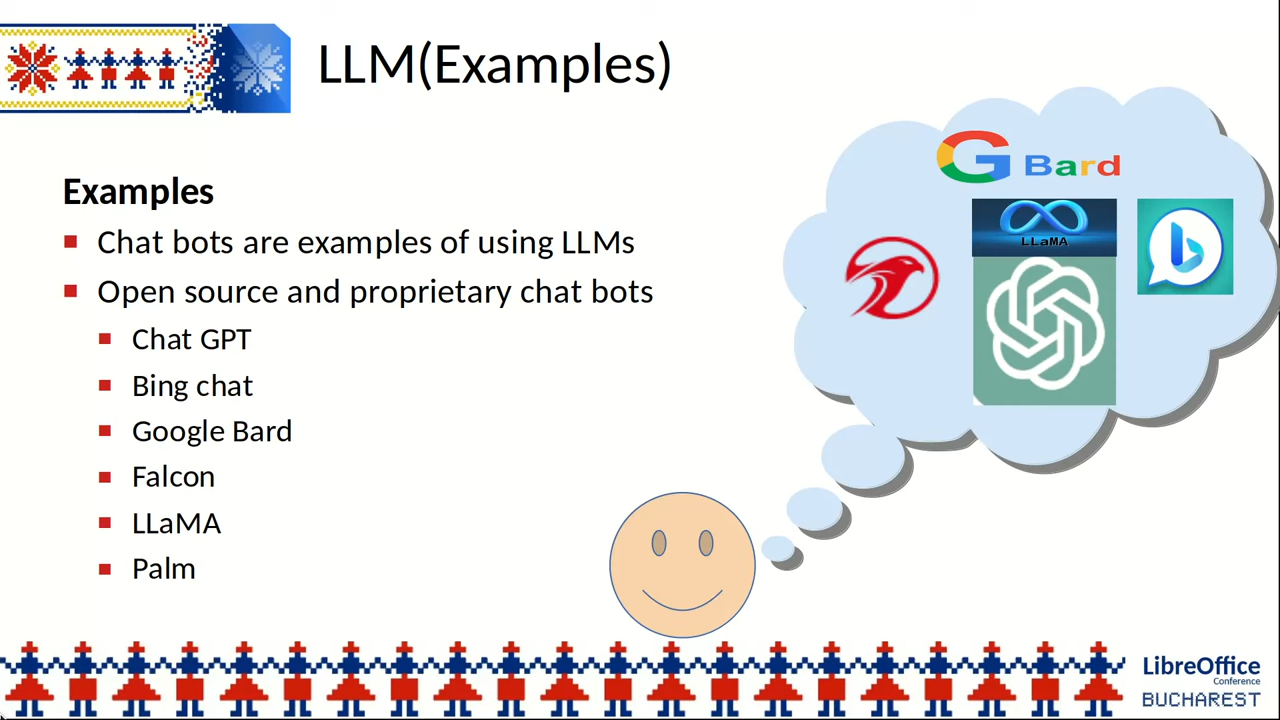 LLM(Examples)
Examples
Chat bots are examples of using LLMs
Open source and proprietary chat bots
Chat GPT
Bing chat
Google Bard
Falcon
LLaMA
Palm
G Bard
LLaMA
LibreOffice
Conference
BUCHAREST